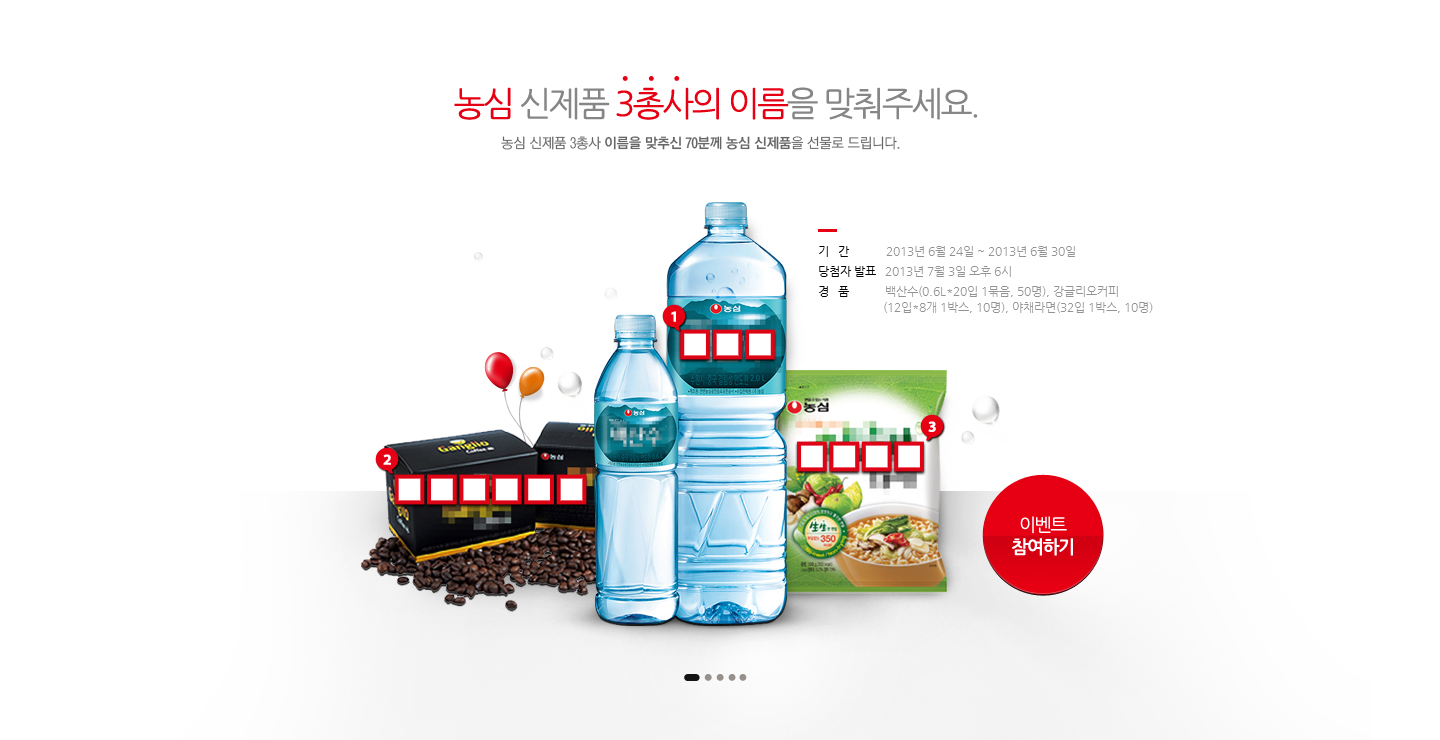 농심 신제품 3총사의 이름을 맞춰주세요.
농심 신제품 3총사 이름을 맞추신 70분께 농심 신제품을 선물로 드립니다.
기 간 2013년 6월 24일 ~ 2013년 6월 30일
당첨자 발표 2013년 7월 3일 오후 6시
경 품 백산수(0.6L*20입 1묶음, 50명), 강글리오커피
(12입*8개 1박스, 10명), 야채라면(32입 1박스, 10명)
농심
1
농심
농심
3
2
Ganglio
Coffee
농심
生生
350
이벤트
참여하기